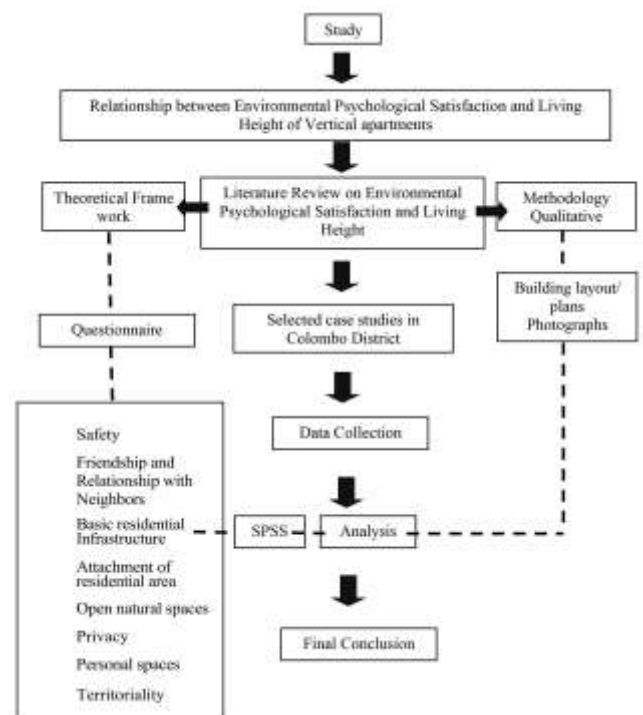 Study
Relationship between Environmental Psychological Satisfaction and Living
Height of Vertical apartments
Theoretical Frame
work
Literature Review on Environmental
Psychological Satisfaction and Living
Height
Methodology
Qualitative
Building layout/
plans
Photographs
Questionnaire
Selected case studies in
Colombo District
Safety
Friendship and
Relationship with
Neighbors
Basic residential
Infrastructure
Attachment of
residential area
Open natural spaces
Privacy
Personal spaces
Territoriality
Data Collection
SPSS
Analysis
Final Conclusion